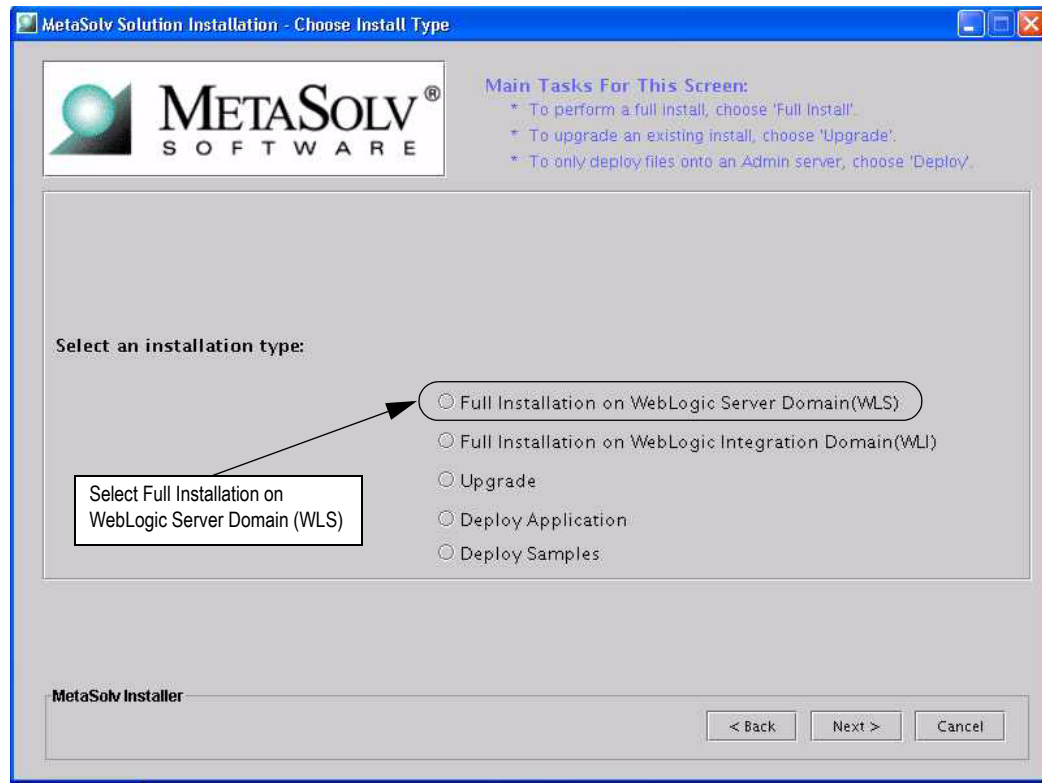 MetaSolv Solution Installation - Choose Install Type
METASOLV®
SOFTWARE
Main Tasks For This Screen:
* To perform a full install, choose 'Full Install'.
* To upgrade an existing install, choose 'Upgrade'.
* To only deploy files onto an Admin server, choose 'Deploy'.
Select an installation type:
Full Installation on WebLogic Server Domain(WLS)
Full Installation on WebLogic Integration Domain(WLI)
Upgrade
Deploy Application
Deploy Samples
Select Full Installation on
WebLogic Server Domain (WLS)
MetaSolv Installer
< Back
Next >
Cancel